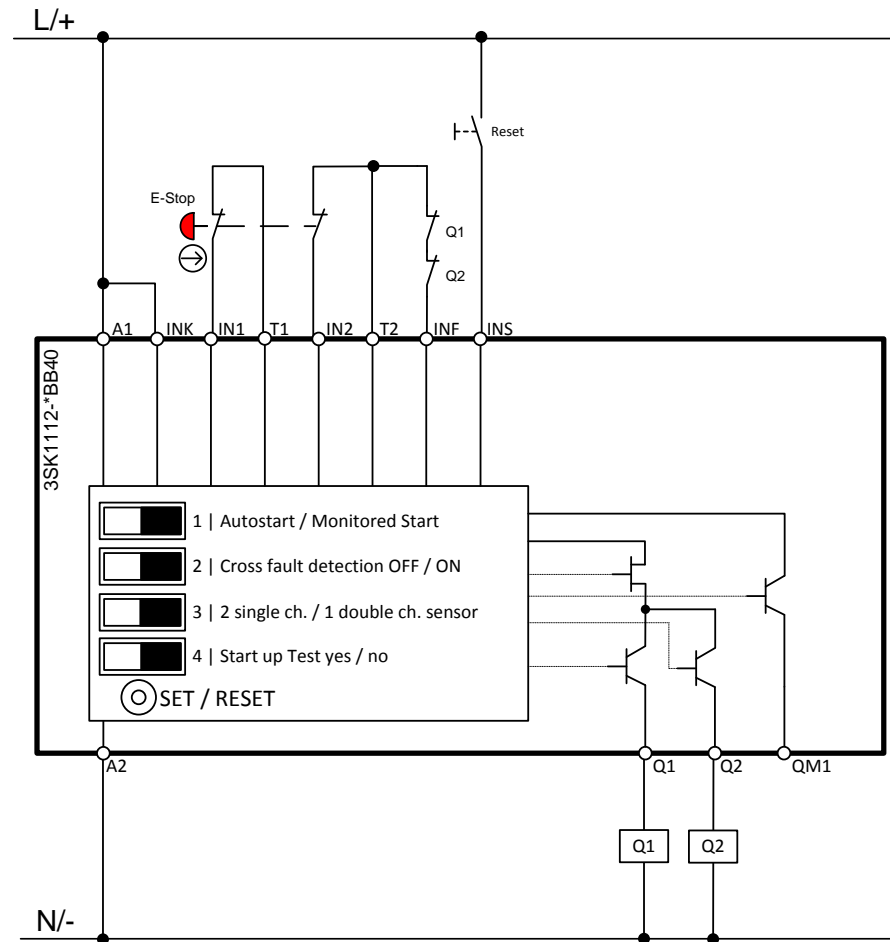 L/+
Reset
E-Stop
Q1
Q2
A1 INK IN1 T1 IN2 T2 INF INS
3SK1112-*BB40
1 | Autostart / Monitored Start
2 | Cross fault detection OFF / ON
3 | 2 single ch. / 1 double ch. sensor
4 | Start up Test yes / no
SET / RESET
A2 Q1 Q2 QM1
Q1 Q2
N/-